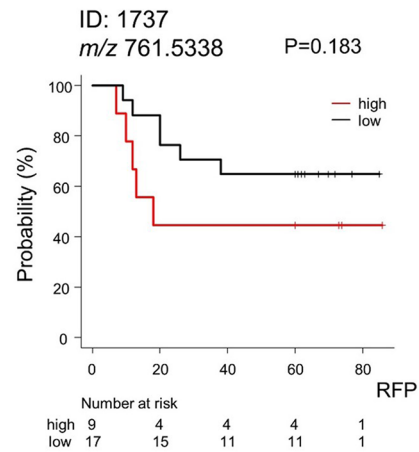 ID: 1737
m/z 761.5338
P=0.183
high
low
Probability (%)
100
80
60
40
20
0
0 20 40 60 80
RFP
Number at risk
high 9 4 4 4 1
low 17 15 11 11 1